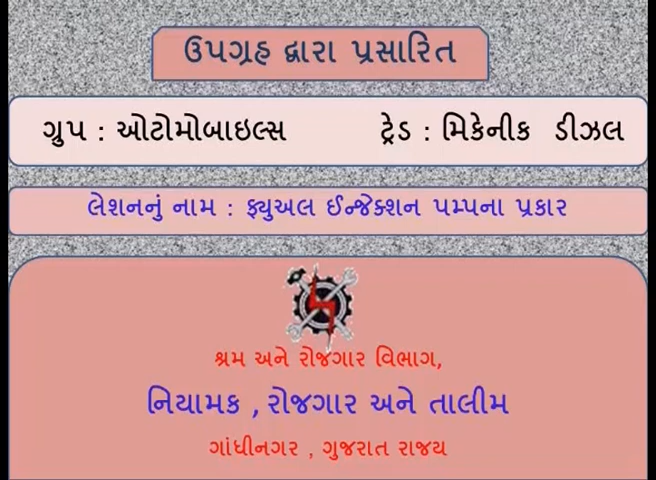 ઉપગ્રહ દ્વારા પ્રસારિત
ગ્રુપ : ઓટોમોબાઇલ્સ ટ્રેડ : મિકેનીક ડીઝલ
લેશનનું નામ : ફ્યુઅલ ઈન્જેક્શન પમ્પના પ્રકાર
શ્રમ અને રોજગાર વિભાગ,
નિયામક , રોજગાર અને તાલીમ
ગાંધીનગર , ગુજરાત રાજય